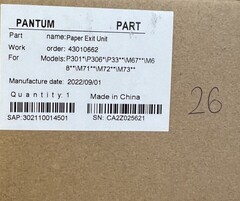 PANTUM PART
Part name:Paper Exit Unit
Work order: 43010662
For Models:P301*\P306*\P33**\M67**\M6
8**\M71**\M72**\M73**
Manufacture date: 2022/09/01
Quantity:1 Made in China
SAP:302110014501 SN: CA2Z025621
26